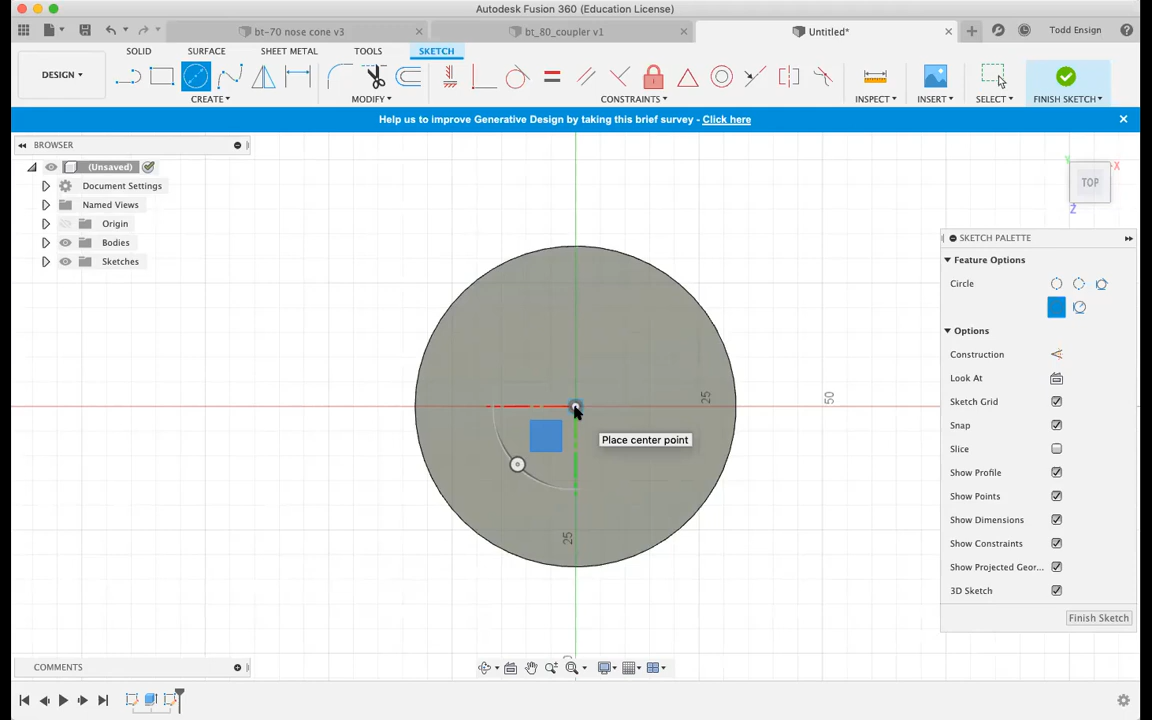 Autodesk Fusion 360 (Education License)
bt-70 nose cone v3
bt_80_coupler v1
Untitled*
Todd Ensign
SOLID
SURFACE
SHEET METAL
TOOLS
SKETCH
DESIGN
CREATE
MODIFY
CONSTRAINTS
INSPECT
INSERT
SELECT
FINISH SKETCH
Help us to improve Generative Design by taking this brief survey - Click here
BROWSER
(Unsaved)
Document Settings
Named Views
Origin
Bodies
Sketches
TOP
X
Y
Z
SKETCH PALETTE
Feature Options
Circle
Options
Construction
Look At
Sketch Grid
Snap
Slice
Show Profile
Show Points
Show Dimensions
Show Constraints
Show Projected Geor...
3D Sketch
Finish Sketch
25
50
Place center point
25
COMMENTS